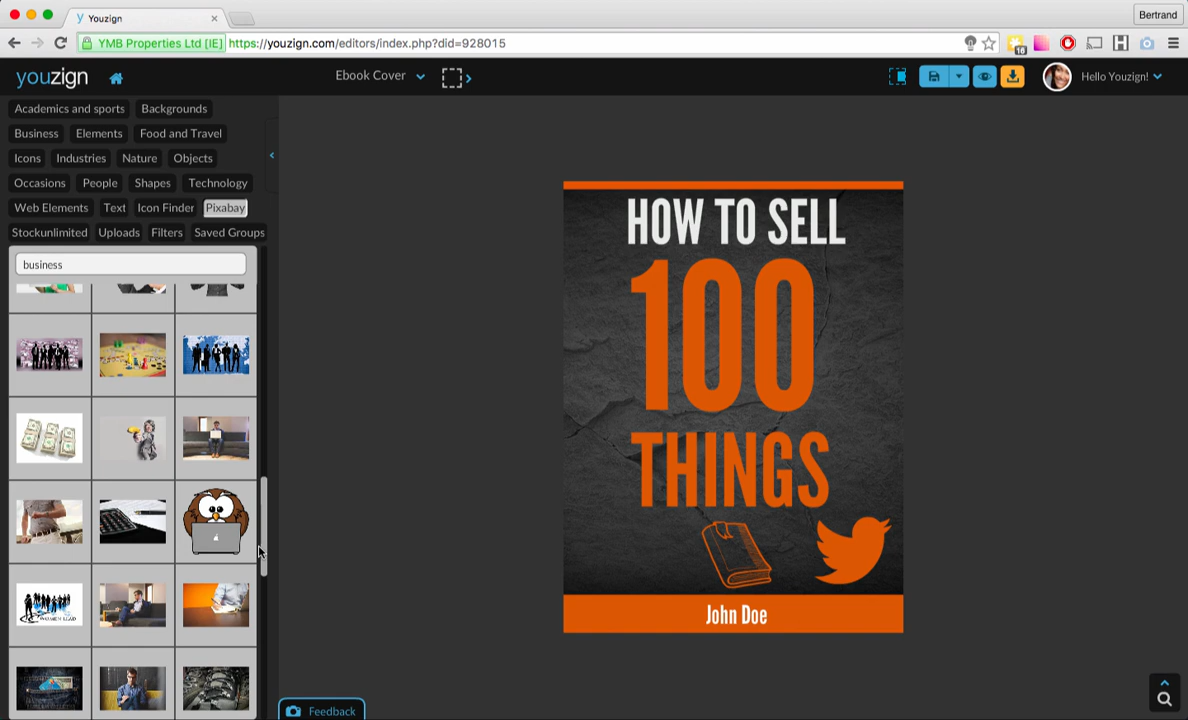 Youzign
Bertrand
YMB Properties Ltd [IE]
https://youzign.com/editors/index.php?did=928015
16
youzign
Ebook Cover
Hello Youzign!
Academics and sports
Backgrounds
Business
Elements
Food and Travel
Icons
Industries
Nature
Objects
Occasions
People
Shapes
Technology
Web Elements
Text
Icon Finder
Pixabay
Stockunlimited
Uploads
Filters
Saved Groups
business
HOW TO SELL
100
THINGS
John Doe
Feedback